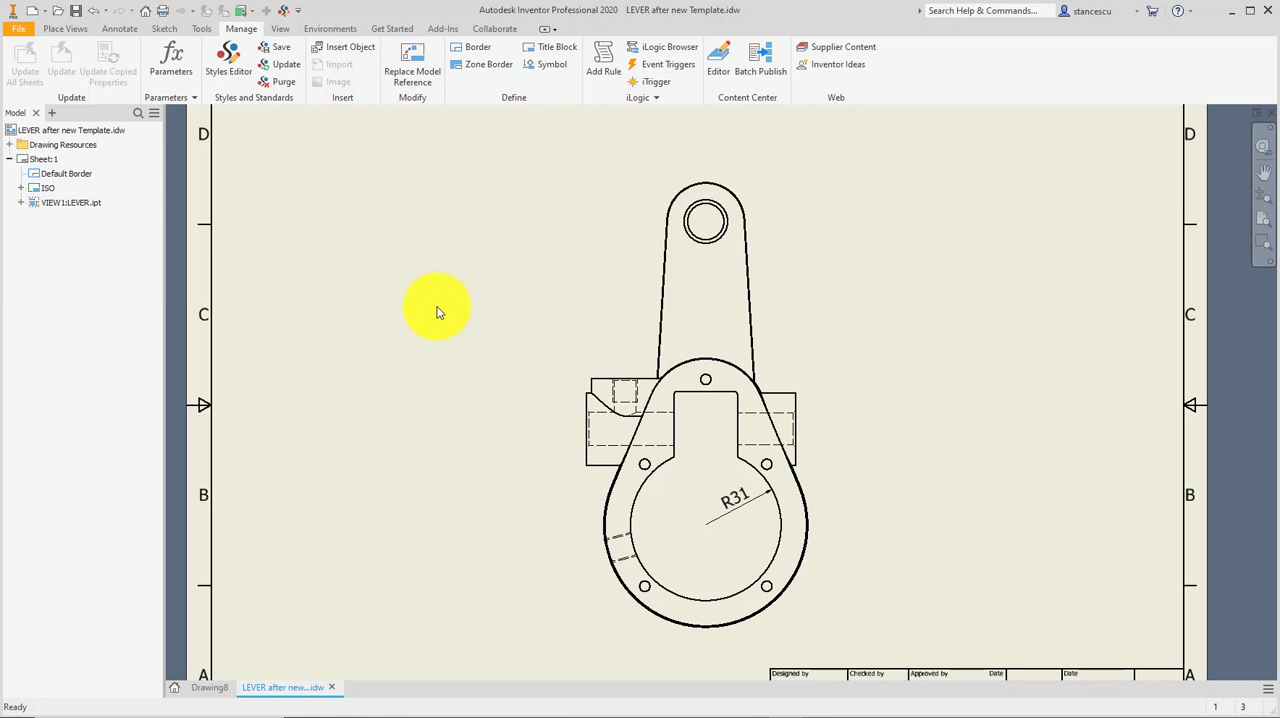 Autodesk Inventor Professional 2020 LEVER after new Template.idw
Search Help & Commands...
stancescu
File Place Views Annotate Sketch Tools Manage View Environments Get Started Add-Ins Collaborate
Update All Sheets
Update
Update Copied Properties
Update
Parameters
Parameters
Styles Editor
Save
Update
Purge
Styles and Standards
Insert Object
Import
Image
Insert
Replace Model Reference
Modify
Border
Zone Border
Title Block
Symbol
Define
Add Rule
iLogic Browser
Event Triggers
iTrigger
iLogic
Editor
Batch Publish
Content Center
Supplier Content
Inventor Ideas
Web
Model
LEVER after new Template.idw
Drawing Resources
Sheet:1
Default Border
ISO
VIEW1:LEVER.ipt
D
D
C
C
B
B
A
A
R31
Designed by
Checked by
Approved by
Date
Date
Drawing8
LEVER after new...idw
Ready
1
3
PRO